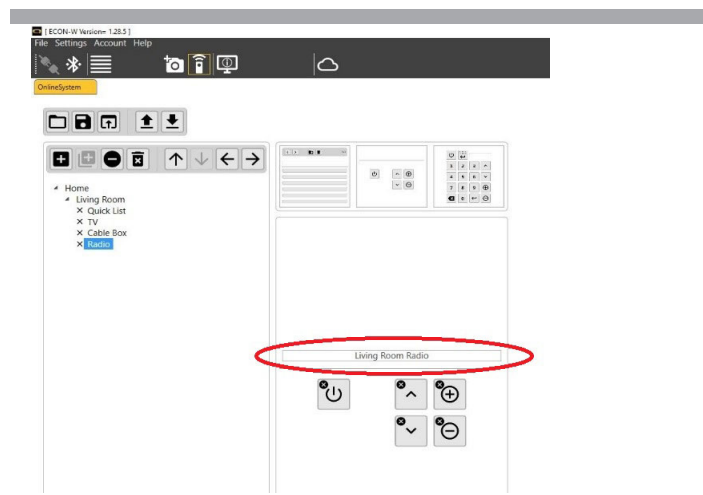 [ ECON-W Version= 1.28.5 ]
File Settings Account Help
OnlineSystem
Home
Living Room
Quick List
TV
Cable Box
Radio
Living Room Radio